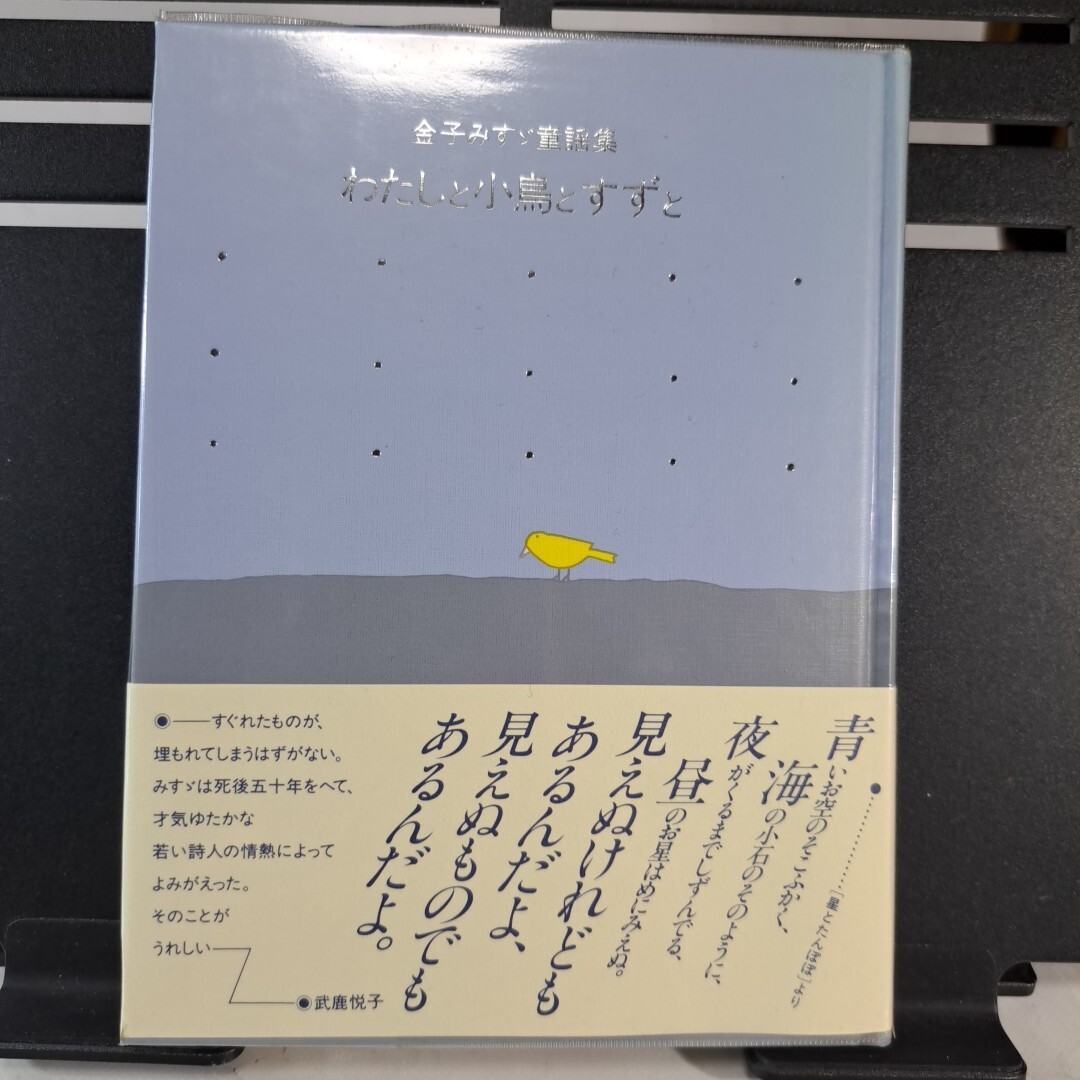 金子みすゞ童謡集
わたしと小鳥とすずと
「星とたんぽぽ」より
青いお空のそこふかく、
海の小石のそのように、
夜がくるまでしずんでる、
昼のお星はめにみえぬ。
見えぬけれども
あるんだよ、
見えぬものでも
あるんだよ。
すぐれたものが、
埋もれてしまうはずがない。
みすゞは死後五十年をへて、
才気ゆたかな
若い詩人の情熱によって
よみがえった。
そのことが
うれしい
武鹿悦子